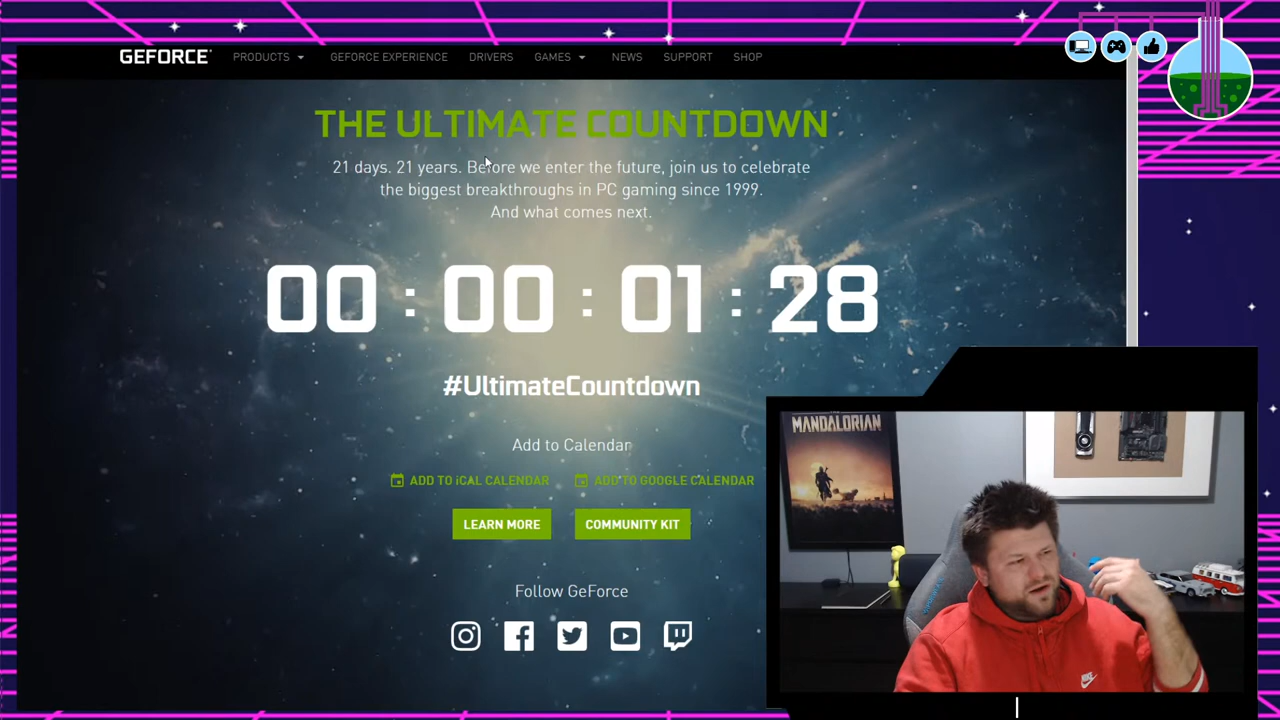 GEFORCE
PRODUCTS
GEFORCE EXPERIENCE
DRIVERS
GAMES
NEWS
SUPPORT
SHOP
THE ULTIMATE COUNTDOWN
21 days. 21 years. Before we enter the future, join us to celebrate
the biggest breakthroughs in PC gaming since 1999.
And what comes next.
00 : 00 : 01 : 28
#UltimateCountdown
Add to Calendar
ADD TO iCAL CALENDAR
ADD TO GOOGLE CALENDAR
LEARN MORE
COMMUNITY KIT
Follow GeForce
THE MANDALORIAN